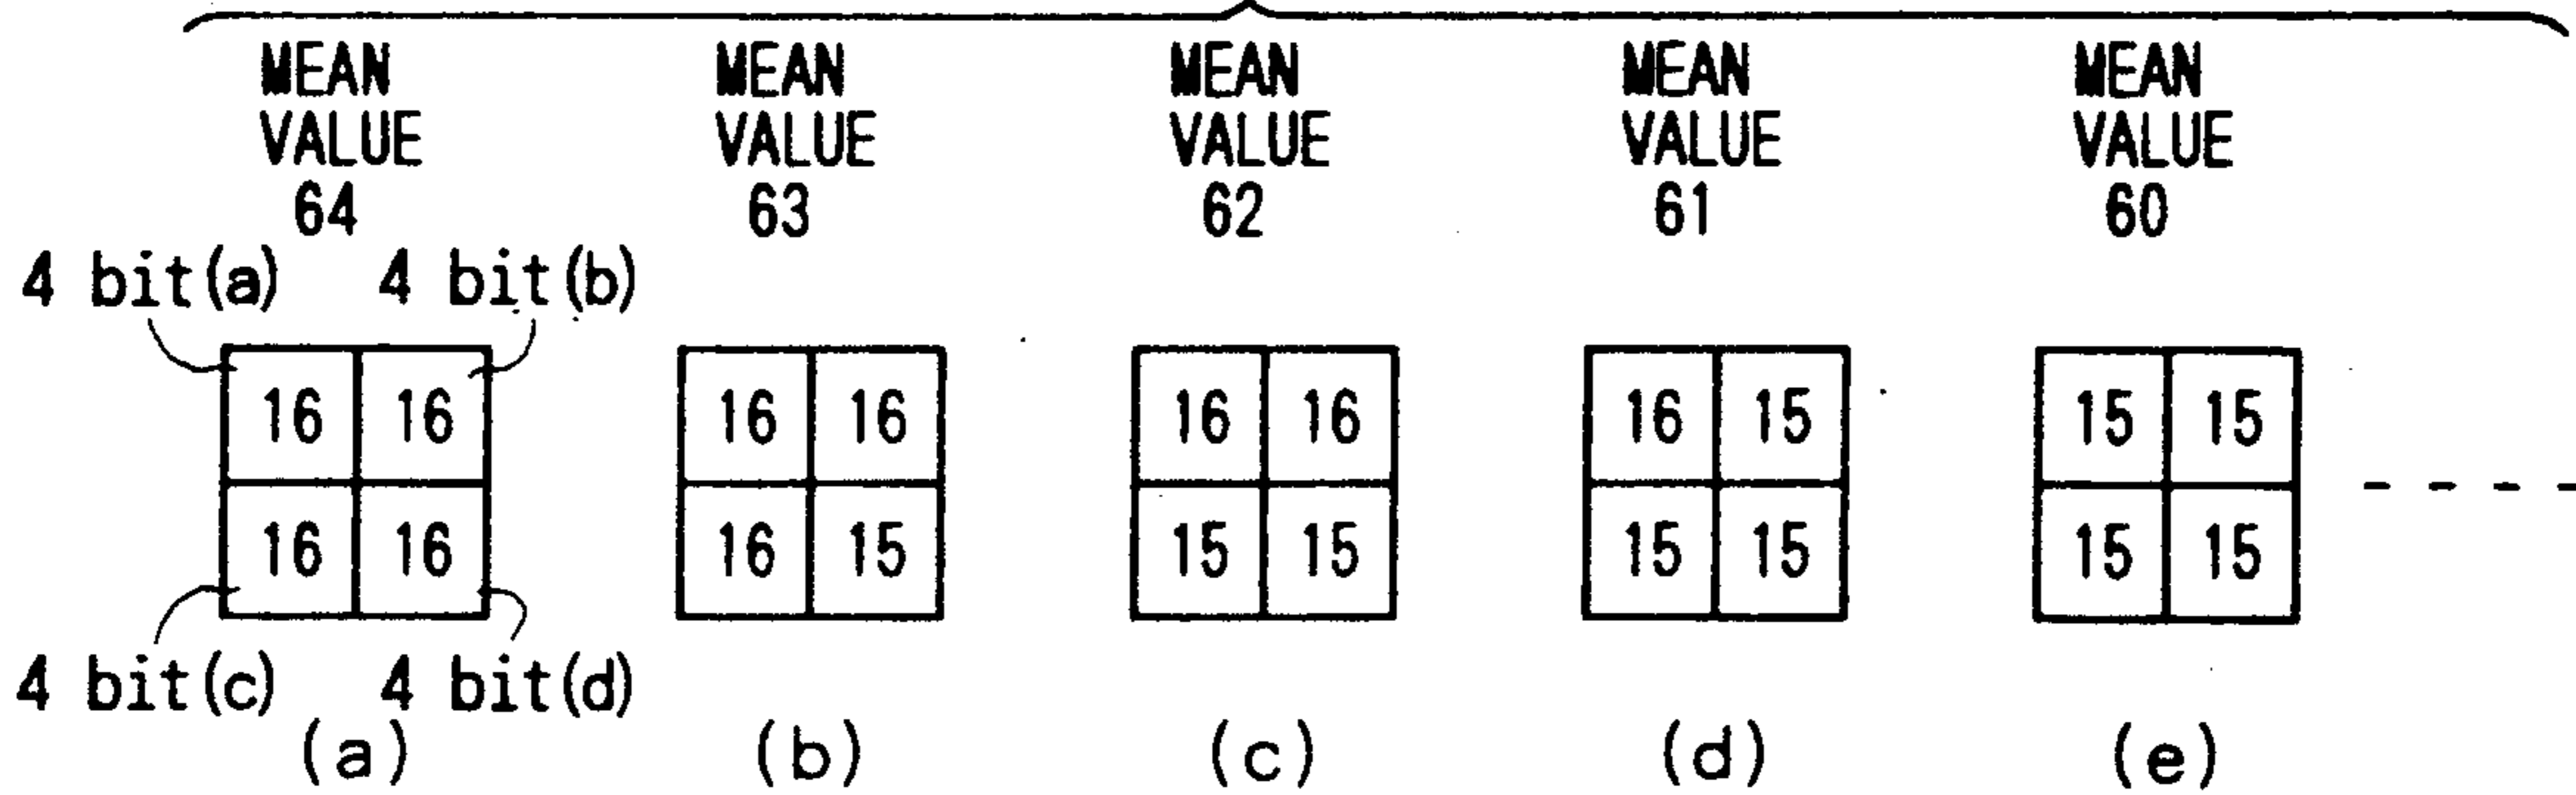 MEAN VALUE 64
MEAN VALUE 63
MEAN VALUE 62
MEAN VALUE 61
MEAN VALUE 60
4 bit(a) 4 bit(b)
16 16 16 16 16 16 16 15 15 15
16 16 16 15 15 15 15 15 15 15
4 bit(c) 4 bit(d)
(a) (b) (c) (d) (e)